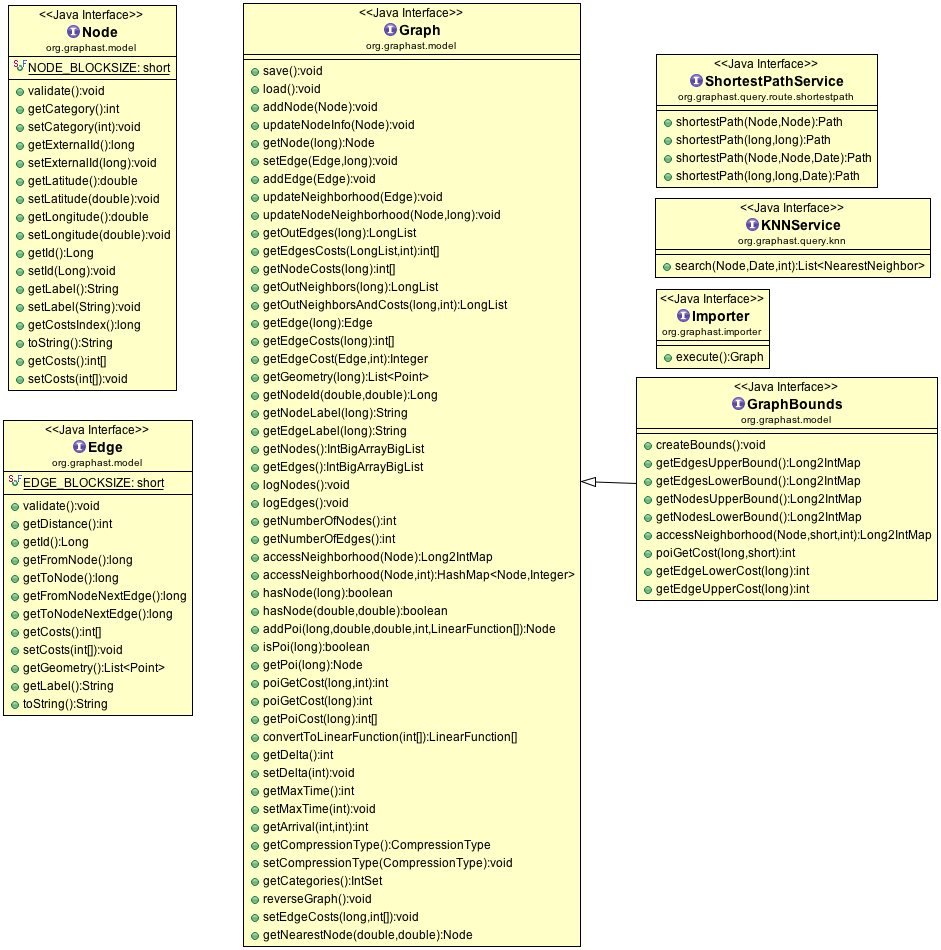 <<Java Interface>>
Node
org.graphast.model
NODE_BLOCKSIZE: short
validate():void
getCategory():int
setCategory(int):void
getExternalId():long
setExternalId(long):void
getLatitude():double
setLatitude(double):void
getLongitude():double
setLongitude(double):void
getId():Long
setId(Long):void
getLabel():String
setLabel(String):void
getCostsIndex():long
toString():String
getCosts():int[]
setCosts(int[]):void
<<Java Interface>>
Edge
org.graphast.model
EDGE_BLOCKSIZE: short
validate():void
getDistance():int
getId():Long
getFromNode():long
getToNode():long
getFromNodeNextEdge():long
getToNodeNextEdge():long
getCosts():int[]
setCosts(int[]):void
getGeometry():List<Point>
getLabel():String
toString():String
<<Java Interface>>
Graph
org.graphast.model
save():void
load():void
addNode(Node):void
updateNodeInfo(Node):void
getNode(long):Node
setEdge(Edge,long):void
addEdge(Edge):void
updateNeighborhood(Edge):void
updateNodeNeighborhood(Node,long):void
getOutEdges(long):LongList
getEdgesCosts(LongList,int):int[]
getNodeCosts(long):int[]
getOutNeighbors(long):LongList
getOutNeighborsAndCosts(long,int):LongList
getEdge(long):Edge
getEdgeCosts(long):int[]
getEdgeCost(Edge,int):Integer
getGeometry(long):List<Point>
getNodeId(double,double):Long
getNodeLabel(long):String
getEdgeLabel(long):String
getNodes():IntBigArrayBigList
getEdges():IntBigArrayBigList
logNodes():void
logEdges():void
getNumberOfNodes():int
getNumberOfEdges():int
accessNeighborhood(Node):Long2IntMap
accessNeighborhood(Node,int):HashMap<Node,Integer>
hasNode(long):boolean
hasNode(double,double):boolean
addPoi(long,double,double,int,LinearFunction[]):Node
isPoi(long):boolean
getPoi(long):Node
poiGetCost(long,int):int
poiGetCost(long):int
getPoiCost(long):int[]
convertToLinearFunction(int[]):LinearFunction[]
getDelta():int
setDelta(int):void
getMaxTime():int
setMaxTime(int):void
getArrival(int,int):int
getCompressionType():CompressionType
setCompressionType(CompressionType):void
getCategories():IntSet
reverseGraph():void
setEdgeCosts(long,int[]):void
getNearestNode(double,double):Node
<<Java Interface>>
ShortestPathService
org.graphast.query.route.shortestpath
shortestPath(Node,Node):Path
shortestPath(long,long):Path
shortestPath(Node,Node,Date):Path
shortestPath(long,long,Date):Path
<<Java Interface>>
KNNService
org.graphast.query.knn
search(Node,Date,int):List<NearestNeighbor>
<<Java Interface>>
Importer
org.graphast.importer
execute():Graph
<<Java Interface>>
GraphBounds
org.graphast.model
createBounds():void
getEdgesUpperBound():Long2IntMap
getEdgesLowerBound():Long2IntMap
getNodesUpperBound():Long2IntMap
getNodesLowerBound():Long2IntMap
accessNeighborhood(Node,short,int):Long2IntMap
poiGetCost(long,short):int
getEdgeLowerCost(long):int
getEdgeUpperCost(long):int